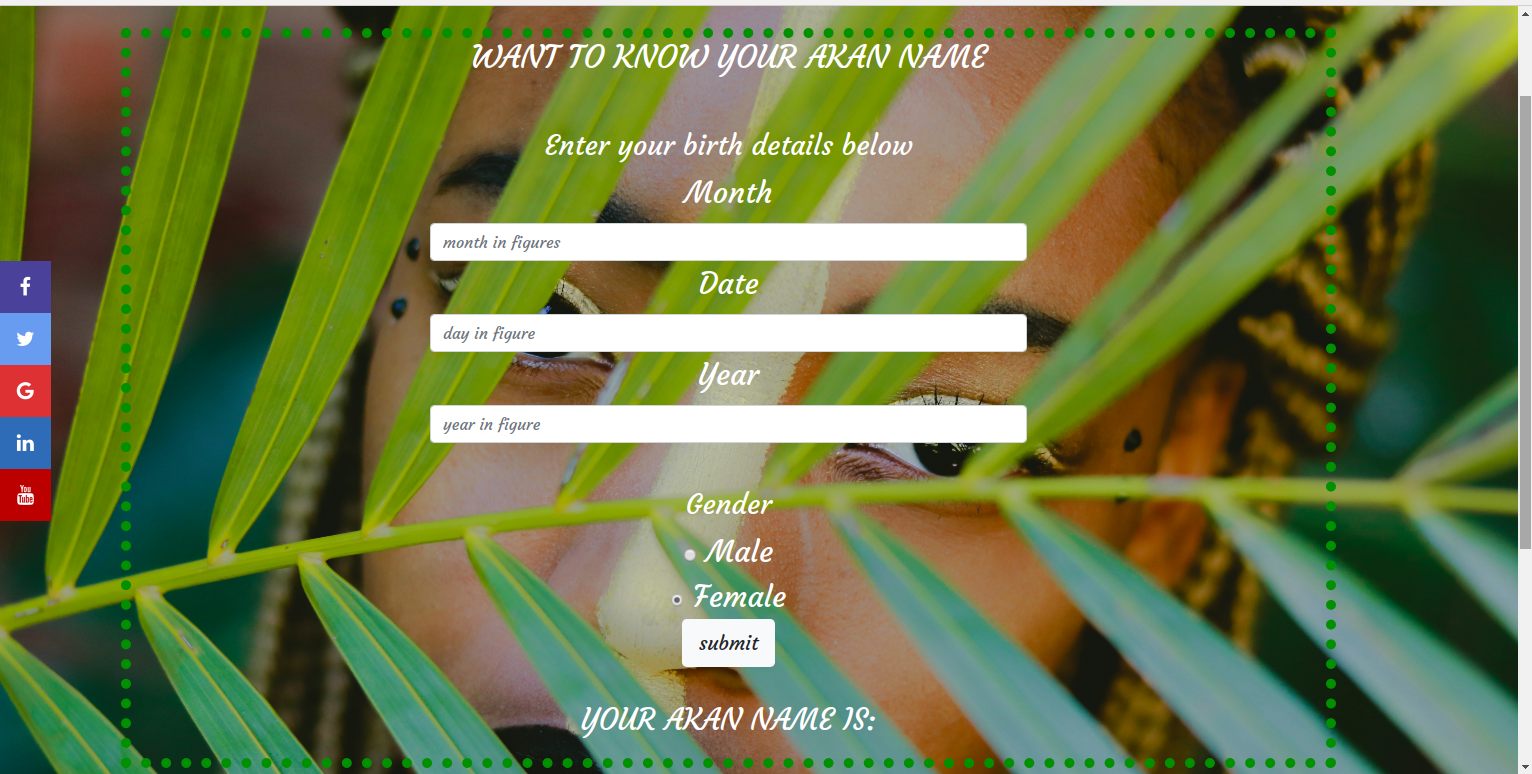 WANT TO KNOW YOUR AKAN NAME
Enter your birth details below
Month
month in figures
Date
day in figure
Year
year in figure
Gender
Male
Female
submit
YOUR AKAN NAME IS:
f
G
in
You
Tube